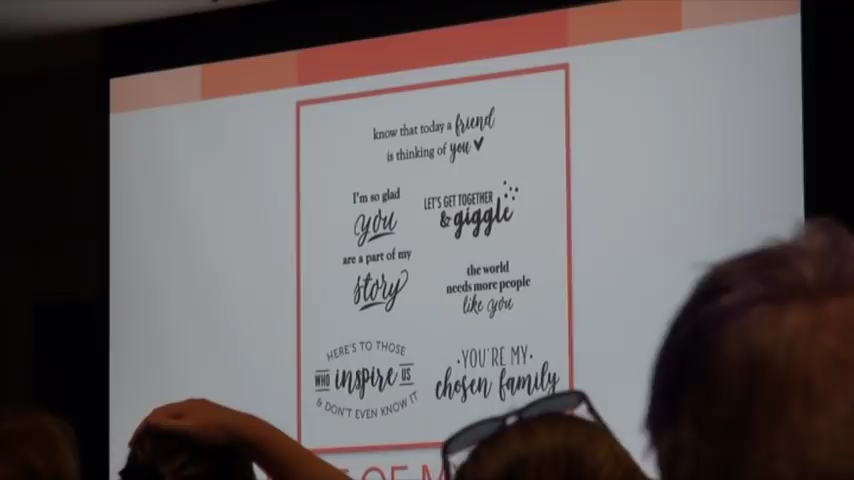 know that today a friend
is thinking of you
I'm so glad
you
are a part of my
story
LET'S GET TOGETHER
& giggle
the world
needs more people
like you
HERE'S TO THOSE
WHO inspire US
& DON'T EVEN KNOW IT
·YOU'RE MY·
chosen family
OF